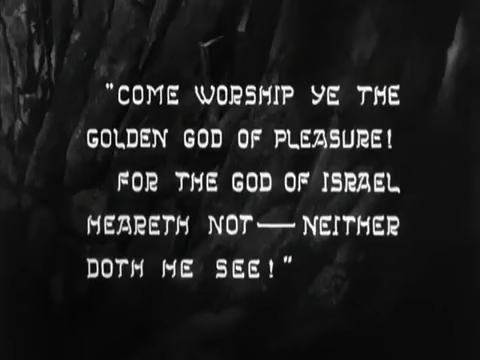 "COME WORSHIP YE THE
GOLDEN GOD OF PLEASURE!
FOR THE GOD OF ISRAEL
HEARETH NOT — NEITHER
DOTH HE SEE!"